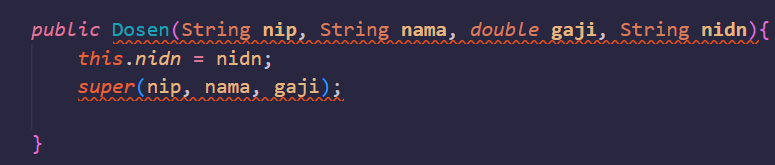 public Dosen(String nip, String nama, double gaji, String nidn){
this.nidn = nidn;
super(nip, nama, gaji);
}